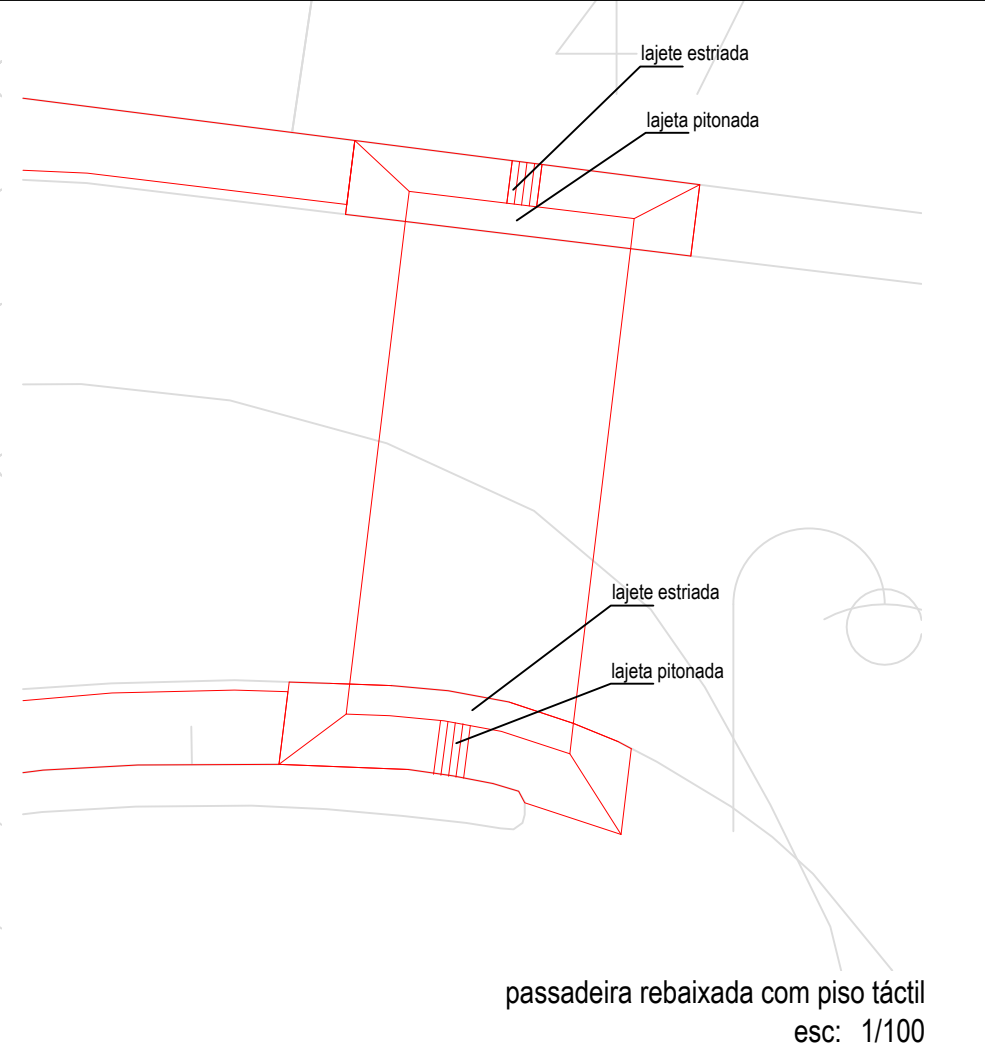 lajete estriada
lajeta pitonada
lajete estriada
lajeta pitonada
passadeira rebaixada com piso táctil
esc: 1/100